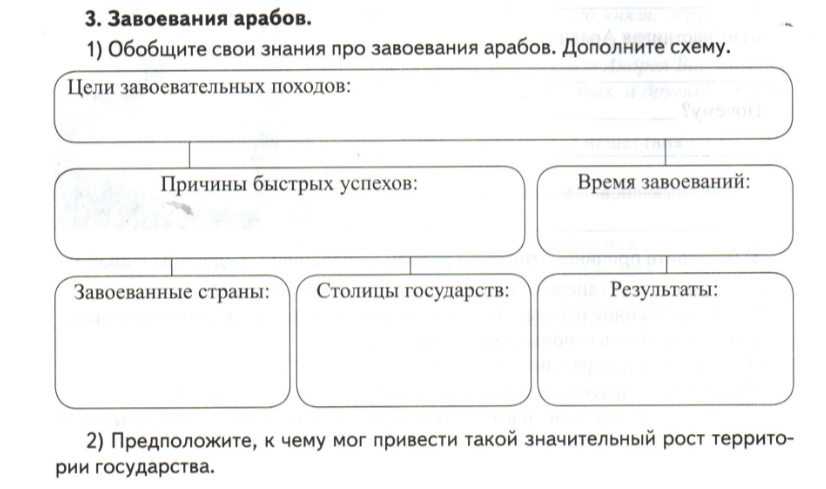 3. Завоевания арабов.
1) Обобщите свои знания про завоевания арабов. Дополните схему.
Цели завоевательных походов:
Причины быстрых успехов:
Время завоеваний:
Завоеванные страны:
Столицы государств:
Результаты:
2) Предположите, к чему мог привести такой значительный рост террито-
рии государства.